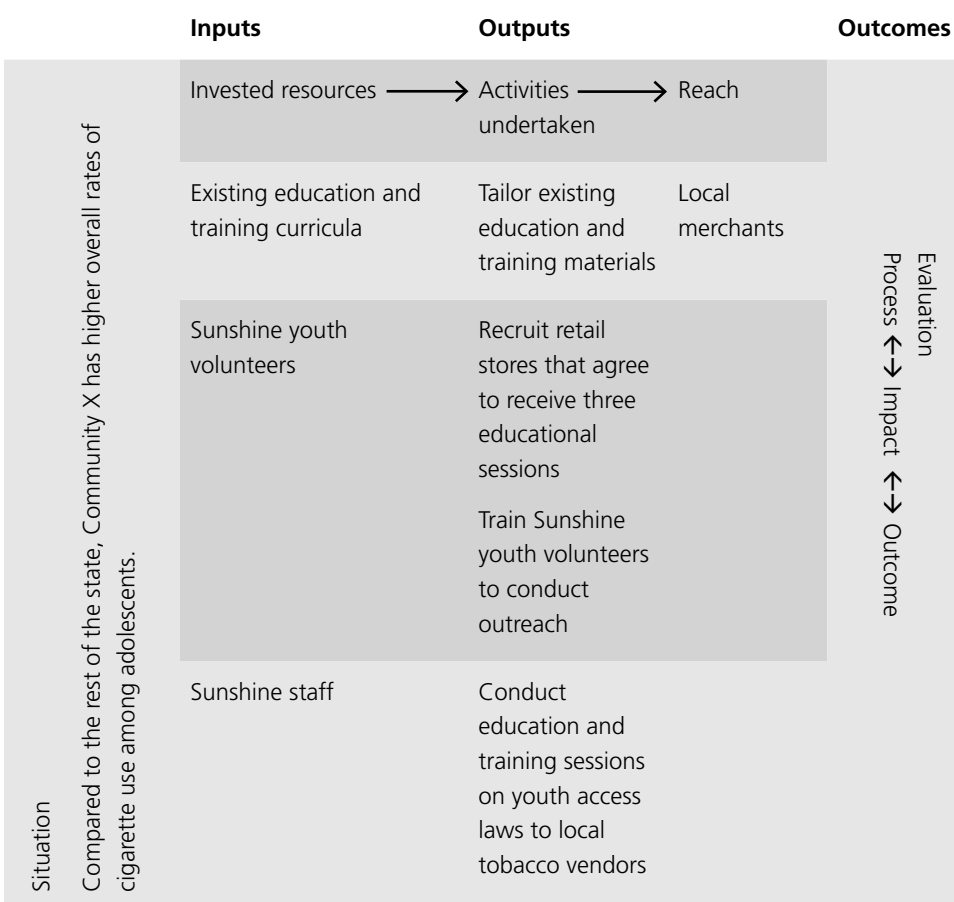 Inputs
Outputs
Outcomes
Situation
Compared to the rest of the state, Community X has higher overall rates of
cigarette use among adolescents.
Invested resources → Activities → Reach
undertaken
Existing education and
training curricula
Tailor existing
education and
training materials
Local
merchants
Sunshine youth
volunteers
Recruit retail
stores that agree
to receive three
educational
sessions
Train Sunshine
youth volunteers
to conduct
outreach
Sunshine staff
Conduct
education and
training sessions
on youth access
laws to local
tobacco vendors
Evaluation
Process ←→ Impact ←→ Outcome